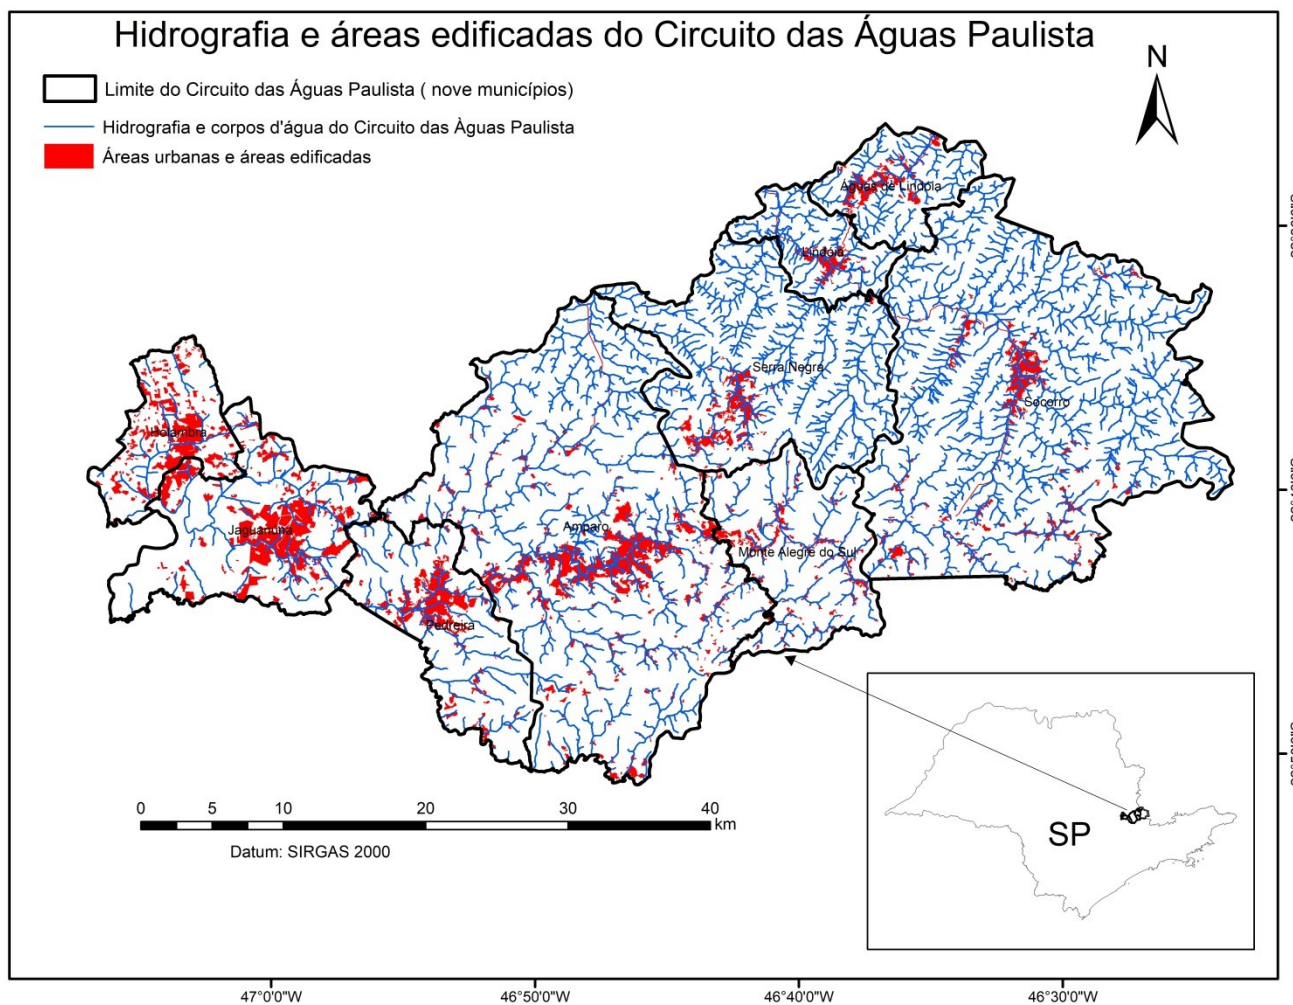 Hidrografia e áreas edificadas do Circuito das Águas Paulista
N
Limite do Circuito das Águas Paulista ( nove municípios)
Hidrografia e corpos d'água do Circuito das Àguas Paulista
Áreas urbanas e áreas edificadas
Águas de Lindóia
Lindóia
Serra Negra
Socorro
Holambra
Jaguariúna
Amparo
Monte Alegre do Sul
Pedreira
0 5 10 20 30 40
km
Datum: SIRGAS 2000
SP
47°0'0"W 46°50'0"W 46°40'0"W 46°30'0"W